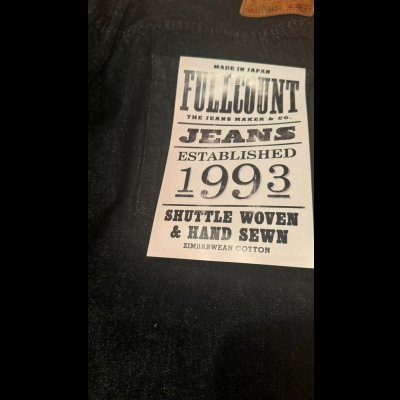 MADE IN JAPAN
FULLCOUNT
THE JEANS MAKER & CO.
JEANS
ESTABLISHED
1993
SHUTTLE WOVEN
& HAND SEWN
ZIMBABWEAN COTTON